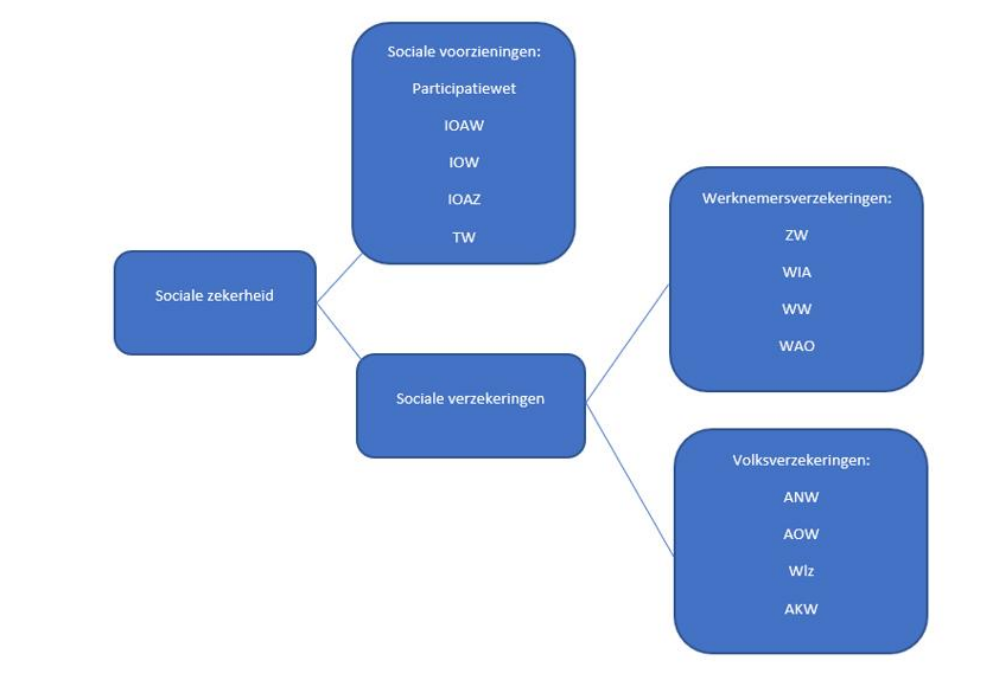 Sociale voorzieningen:
Participatiewet
IOAW
IOW
IOAZ
TW
Sociale zekerheid
Sociale verzekeringen
Werknemersverzekeringen:
ZW
WIA
WW
WAO
Volksverzekeringen:
ANW
AOW
Wlz
AKW